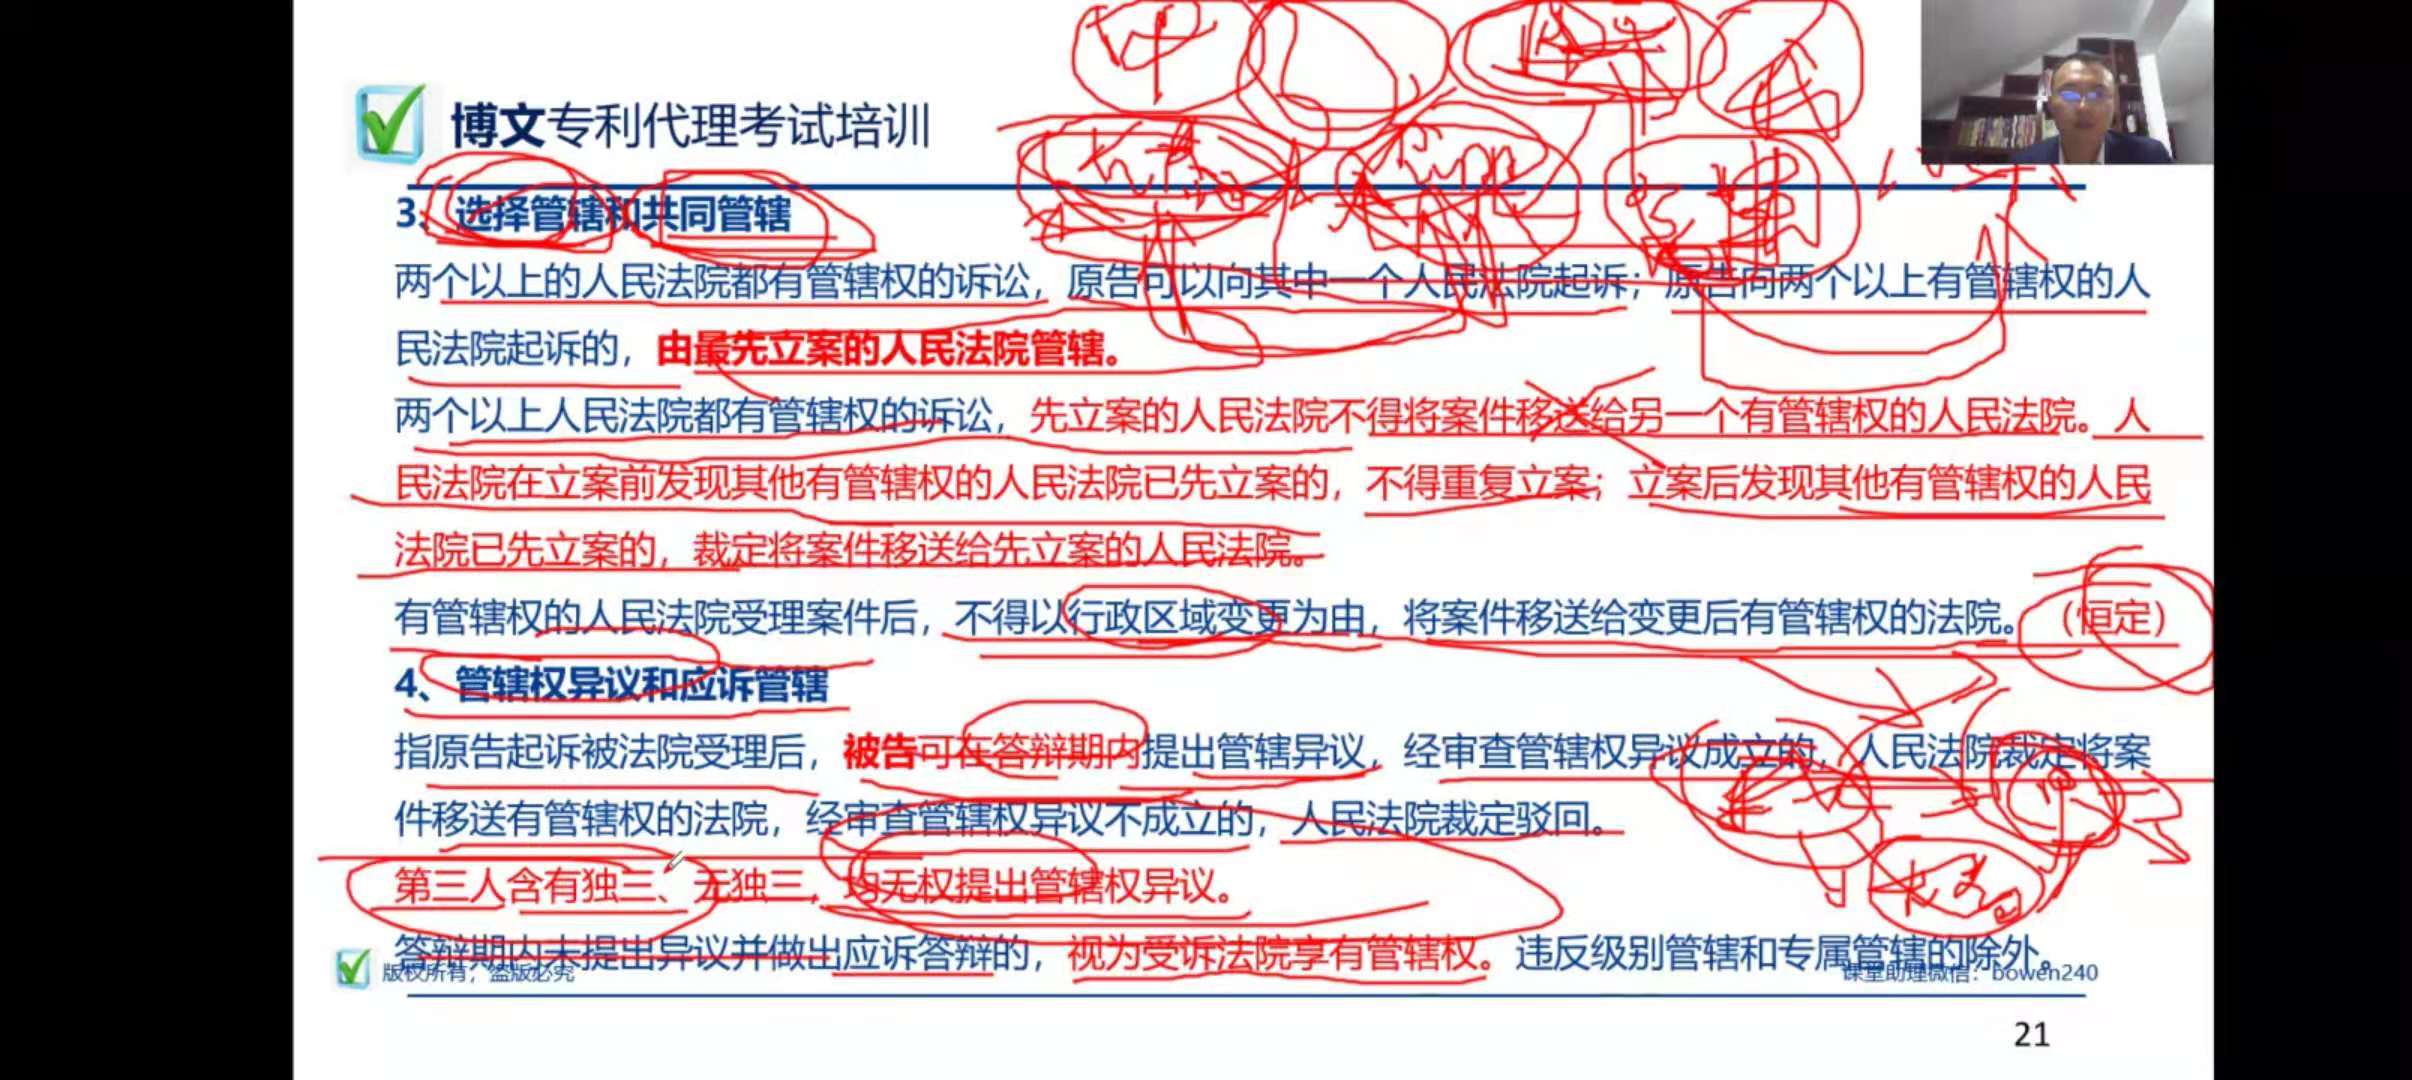 博文专利代理考试培训
3、选择管辖和共同管辖
两个以上的人民法院都有管辖权的诉讼，原告可以向其中一个人民法院起诉；原告向两个以上有管辖权的人
民法院起诉的，由最先立案的人民法院管辖。
两个以上人民法院都有管辖权的诉讼，先立案的人民法院不得将案件移送给另一个有管辖权的人民法院。人
民法院在立案前发现其他有管辖权的人民法院已先立案的，不得重复立案；立案后发现其他有管辖权的人民
法院已先立案的，裁定将案件移送给先立案的人民法院。
有管辖权的人民法院受理案件后，不得以行政区域变更为由，将案件移送给变更后有管辖权的法院。（恒定）
4、管辖权异议和应诉管辖
指原告起诉被法院受理后，被告可在答辩期内提出管辖异议，经审查管辖权异议成立的，人民法院裁定将案
件移送有管辖权的法院，经审查管辖权异议不成立的，人民法院裁定驳回。
第三人含有独三、无独三，均无权提出管辖权异议。
答辩期内未提出异议并做出应诉答辩的，视为受诉法院享有管辖权。违反级别管辖和专属管辖的除外。
版权所有，盗版必究
课堂助理微信：bowen240
21